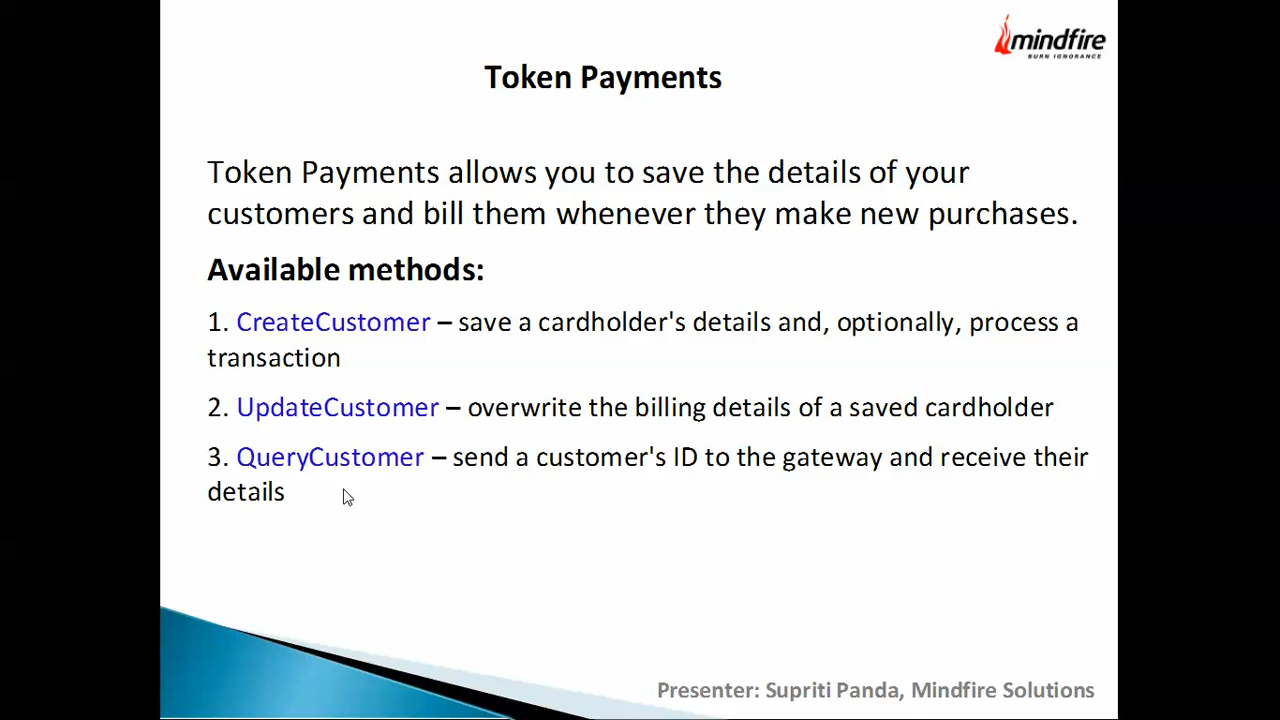 mindfire
BURN IGNORANCE
Token Payments
Token Payments allows you to save the details of your
customers and bill them whenever they make new purchases.
Available methods:
1. CreateCustomer – save a cardholder's details and, optionally, process a
transaction
2. UpdateCustomer – overwrite the billing details of a saved cardholder
3. QueryCustomer – send a customer's ID to the gateway and receive their
details
Presenter: Supriti Panda, Mindfire Solutions